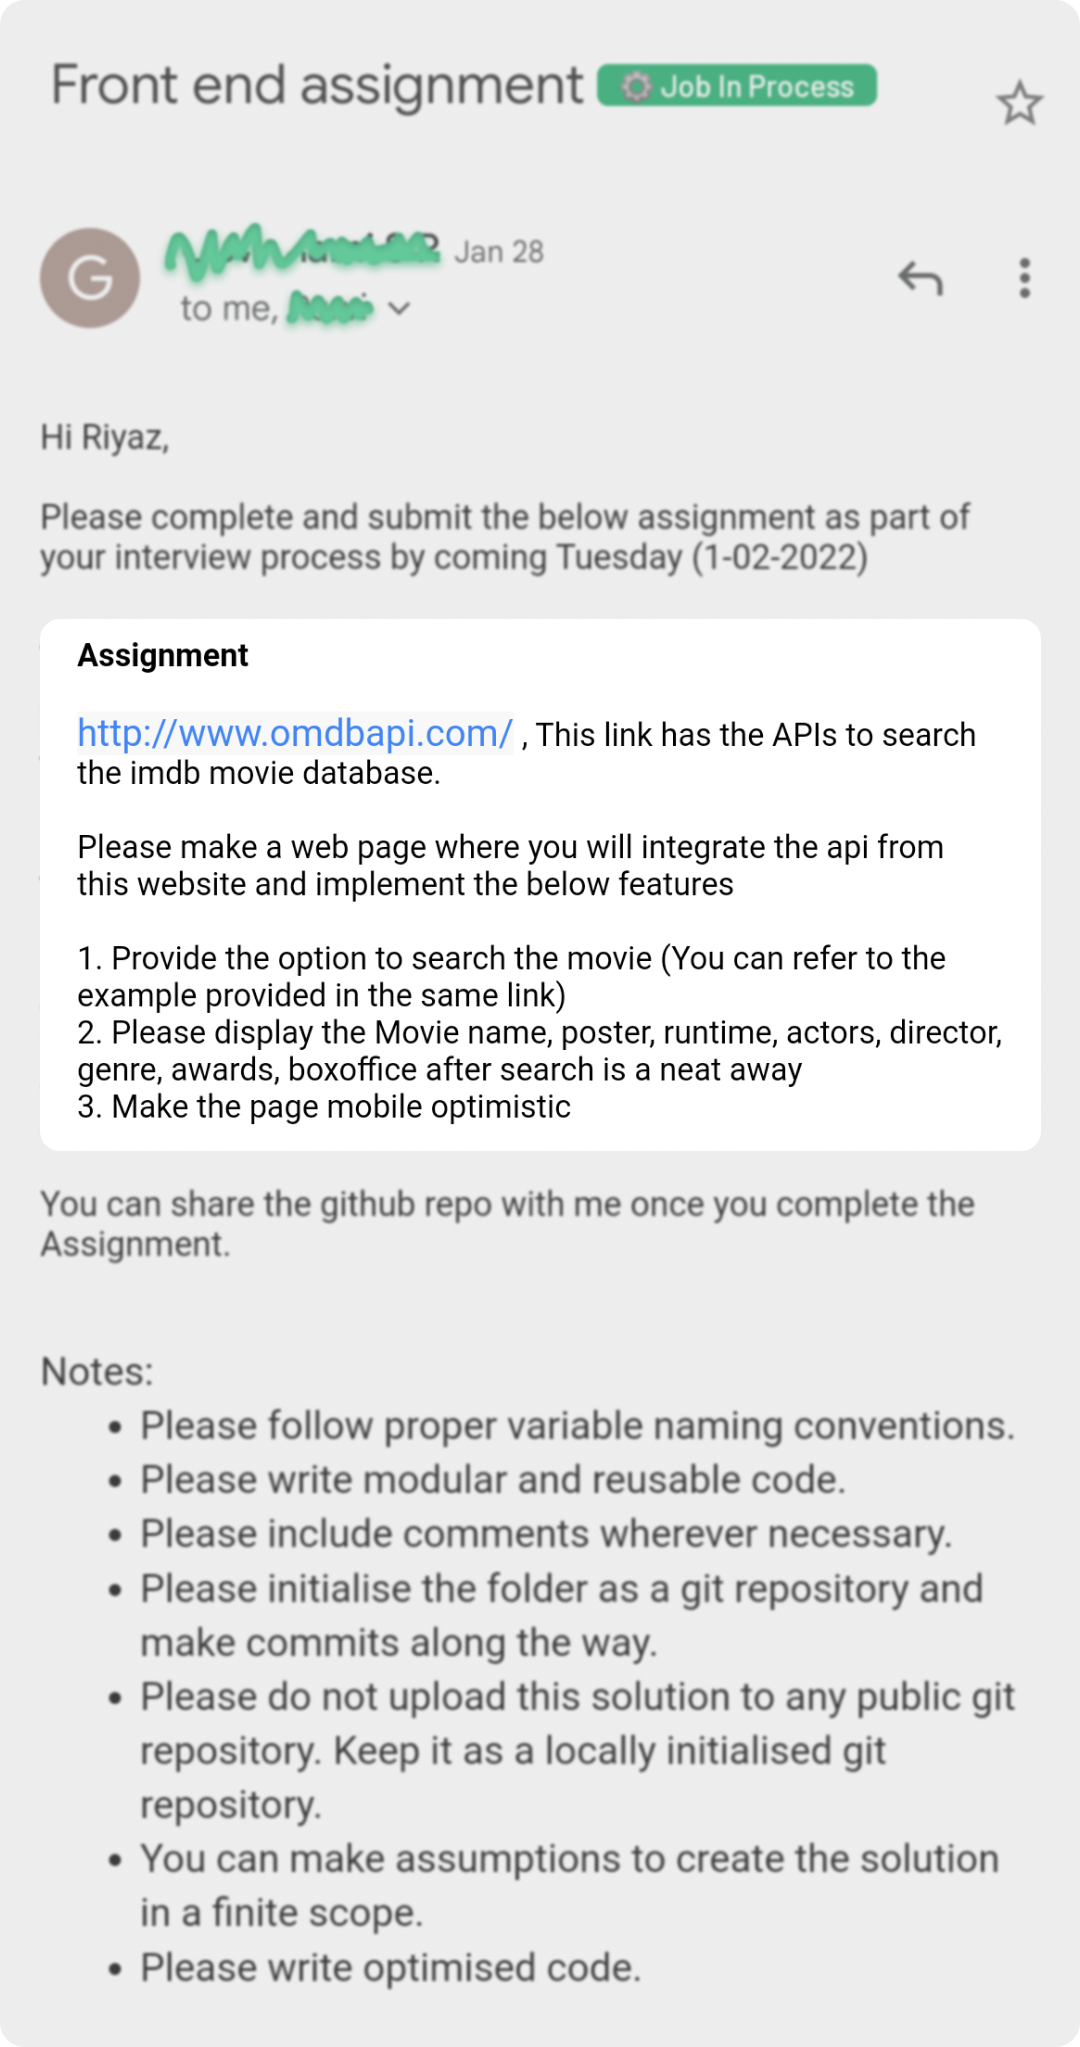 Front end assignment Job In Process
G
Jan 28
to me,
Hi Riyaz,
Please complete and submit the below assignment as part of
your interview process by coming Tuesday (1-02-2022)
Assignment
http://www.omdbapi.com/ , This link has the APIs to search
the imdb movie database.
Please make a web page where you will integrate the api from
this website and implement the below features
1. Provide the option to search the movie (You can refer to the
example provided in the same link)
2. Please display the Movie name, poster, runtime, actors, director,
genre, awards, boxoffice after search is a neat away
3. Make the page mobile optimistic
You can share the github repo with me once you complete the
Assignment.
Notes:
• Please follow proper variable naming conventions.
• Please write modular and reusable code.
• Please include comments wherever necessary.
• Please initialise the folder as a git repository and
make commits along the way.
• Please do not upload this solution to any public git
repository. Keep it as a locally initialised git
repository.
• You can make assumptions to create the solution
in a finite scope.
• Please write optimised code.